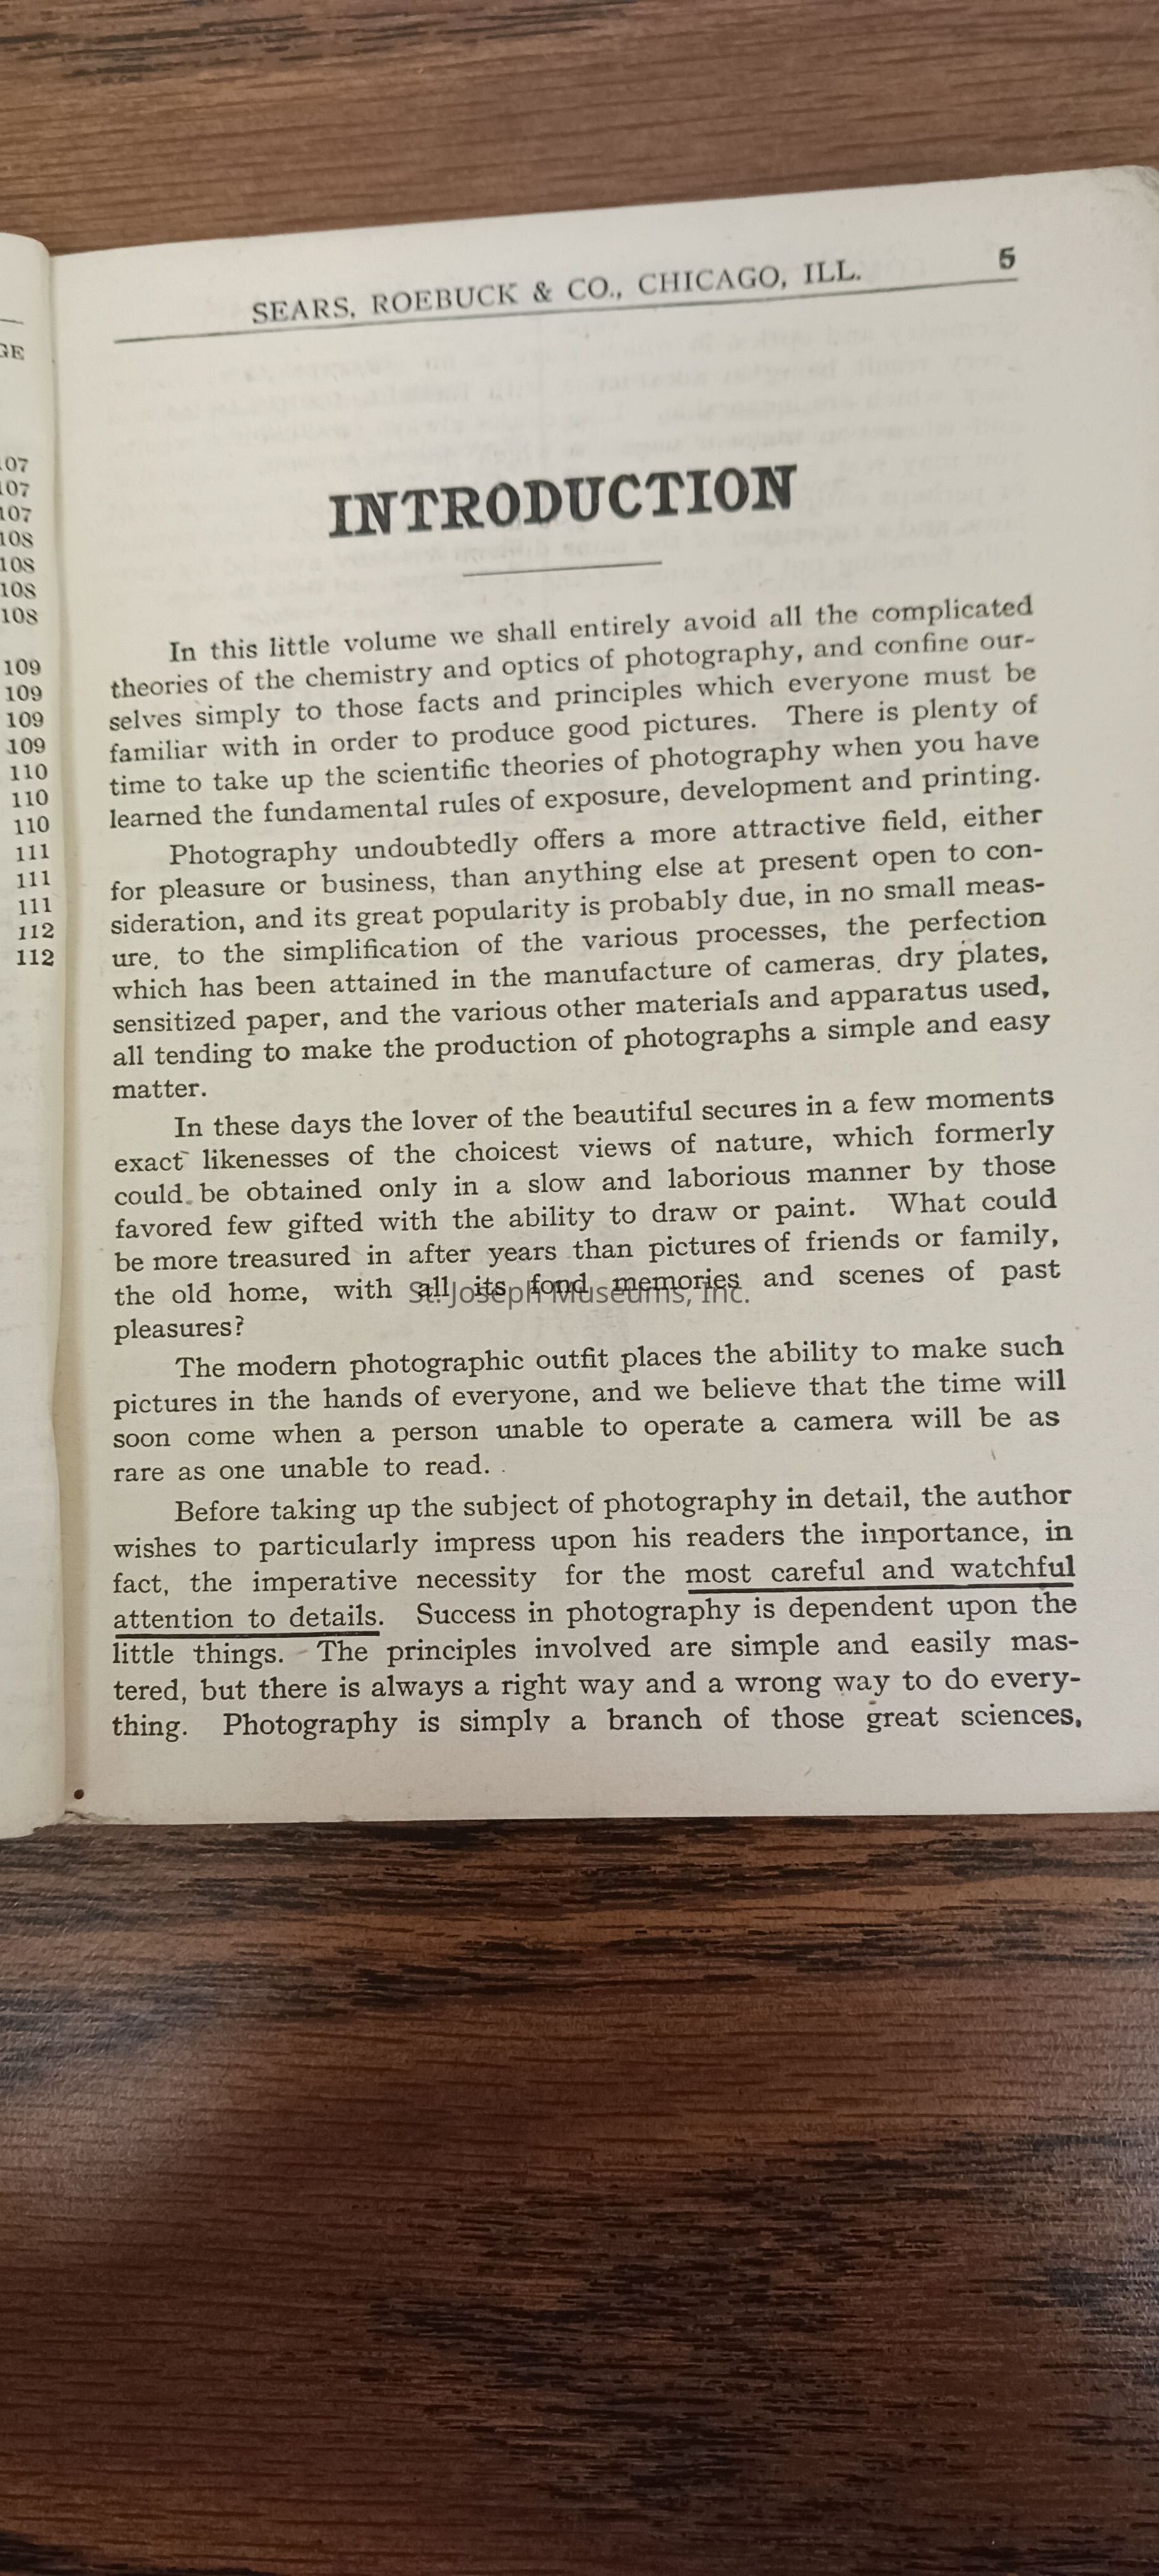 GE
107
107
107
108
108
108
108
109
109
109
109
110
110
110
111
111
111
112
112
SEARS, ROEBUCK & CO., CHICAGO, ILL. 5
INTRODUCTION
In this little volume we shall entirely avoid all the complicated
theories of the chemistry and optics of photography, and confine our-
selves simply to those facts and principles which everyone must be
familiar with in order to produce good pictures. There is plenty of
time to take up the scientific theories of photography when you have
learned the fundamental rules of exposure, development and printing.
Photography undoubtedly offers a more attractive field, either
for pleasure or business, than anything else at present open to con-
sideration, and its great popularity is probably due, in no small meas-
ure, to the simplification of the various processes, the perfection
which has been attained in the manufacture of cameras, dry plates,
sensitized paper, and the various other materials and apparatus used,
all tending to make the production of photographs a simple and easy
matter.
In these days the lover of the beautiful secures in a few moments
exact likenesses of the choicest views of nature, which formerly
could be obtained only in a slow and laborious manner by those
favored few gifted with the ability to draw or paint. What could
be more treasured in after years than pictures of friends or family,
the old home, with all its fond memories and scenes of past
St. Joseph Museums, Inc.
pleasures?
The modern photographic outfit places the ability to make such
pictures in the hands of everyone, and we believe that the time will
soon come when a person unable to operate a camera will be as
rare as one unable to read.
Before taking up the subject of photography in detail, the author
wishes to particularly impress upon his readers the importance, in
fact, the imperative necessity for the most careful and watchful
attention to details. Success in photography is dependent upon the
little things. The principles involved are simple and easily mas-
tered, but there is always a right way and a wrong way to do every-
thing. Photography is simply a branch of those great sciences,